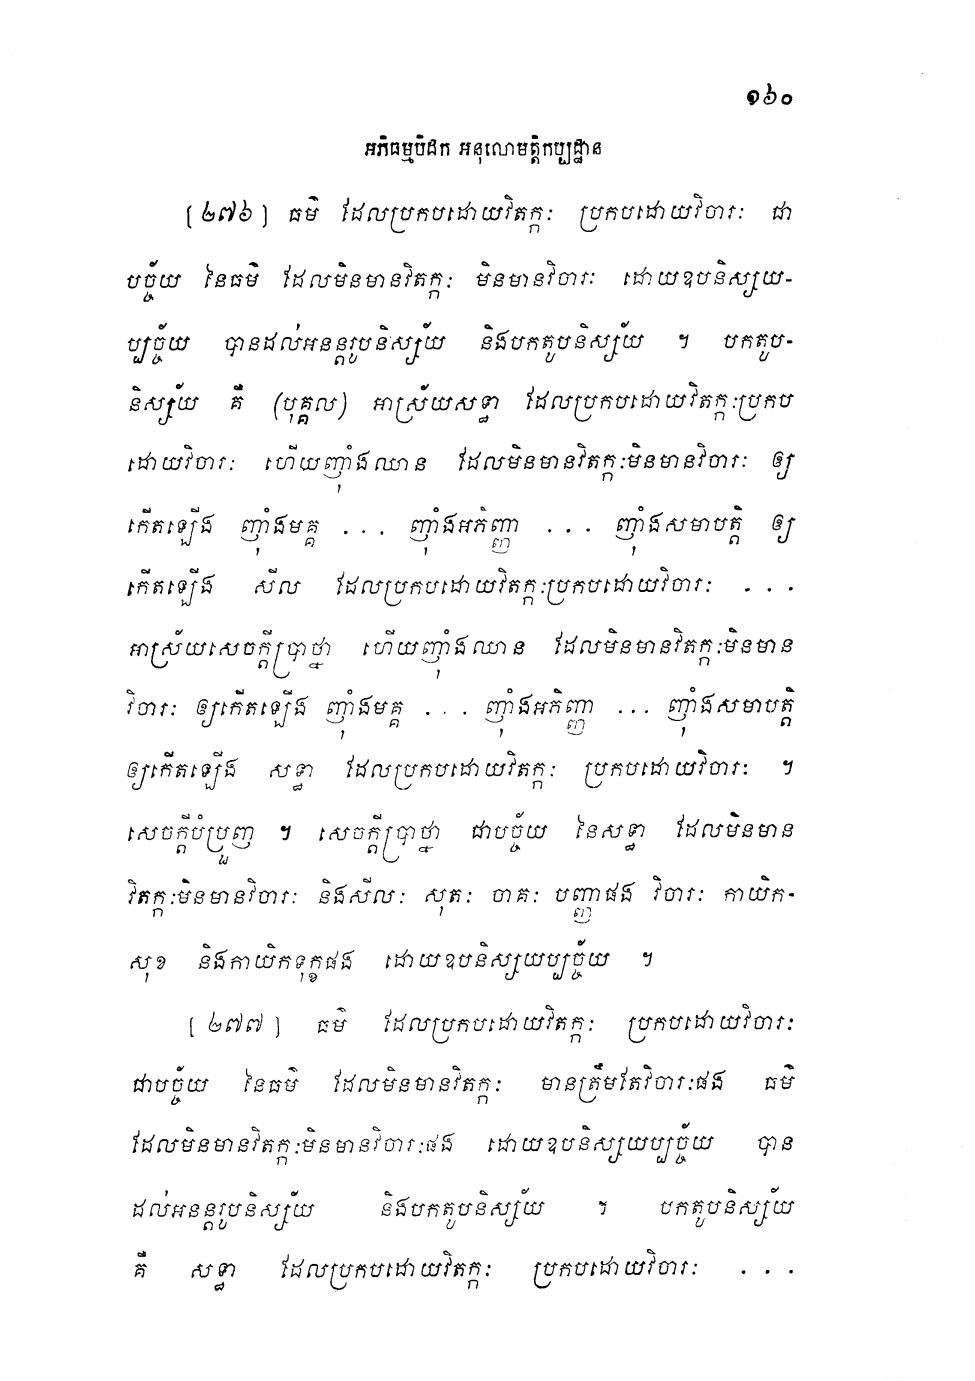 ១៦០
អភិធម្មបិដក អនុលោមត្តិកប្បដ្ឋាន
[២៧៦] ធម៌ ដែលប្រកបដោយវិតក្កៈ ប្រកបដោយវិចារៈ ជា
បច្ច័យ នៃធម៌ ដែលមិនមានវិតក្កៈ មិនមានវិចារៈ ដោយឧបនិស្សយ-
ប្បច្ច័យ បានដល់អនន្តរូបនិស្ស័យ និងបកតូបនិស្ស័យ ។ បកតូប-
និស្ស័យ គឺ (បុគ្គល) អាស្រ័យសទ្ធា ដែលប្រកបដោយវិតក្កៈប្រកប
ដោយវិចារៈ ហើយញុំាងឈាន ដែលមិនមានវិតក្កៈមិនមានវិចារៈ ឲ្យ
កើតឡើង ញុំាងមគ្គ ... ញុំាងអភិញ្ញា ... ញុំាងសមាបត្តិ ឲ្យ
កើតឡើង សីល ដែលប្រកបដោយវិតក្កៈប្រកបដោយវិចារៈ ...
អាស្រ័យសេចក្តីប្រាថ្នា ហើយញុំាងឈាន ដែលមិនមានវិតក្កៈមិនមាន
វិចារៈ ឲ្យកើតឡើង ញុំាងមគ្គ ... ញុំាងអភិញ្ញា ... ញុំាងសមាបត្តិ
ឲ្យកើតឡើង សទ្ធា ដែលប្រកបដោយវិតក្កៈ ប្រកបដោយវិចារៈ ។
សេចក្តីបំប្រួញ ។ សេចក្តីប្រាថ្នា ជាបច្ច័យ នៃសទ្ធា ដែលមិនមាន
វិតក្កៈមិនមានវិចារៈ និងសីលៈ សុតៈ ចាគៈ បញ្ញាផង វិចារៈ កាយិក-
សុខ និងកាយិកទុក្ខផង ដោយឧបនិស្សយប្បច្ច័យ ។
[២៧៧] ធម៌ ដែលប្រកបដោយវិតក្កៈ ប្រកបដោយវិចារៈ
ជាបច្ច័យ នៃធម៌ ដែលមិនមានវិតក្កៈ មានត្រឹមតែវិចារៈផង ធម៌
ដែលមិនមានវិតក្កៈមិនមានវិចារៈផង ដោយឧបនិស្សយប្បច្ច័យ បាន
ដល់អនន្តរូបនិស្ស័យ និងបកតូបនិស្ស័យ ។ បកតូបនិស្ស័យ
គឺ សទ្ធា ដែលប្រកបដោយវិតក្កៈ ប្រកបដោយវិចារៈ ...